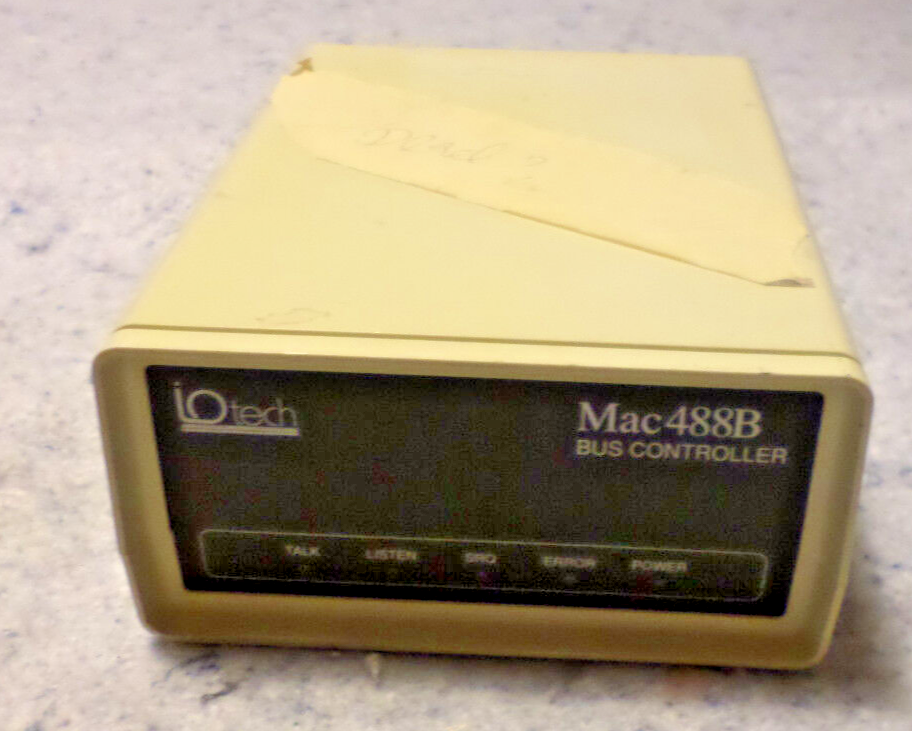 iOtech
Mac488B
BUS CONTROLLER
TALK LISTEN SRQ ERROR POWER